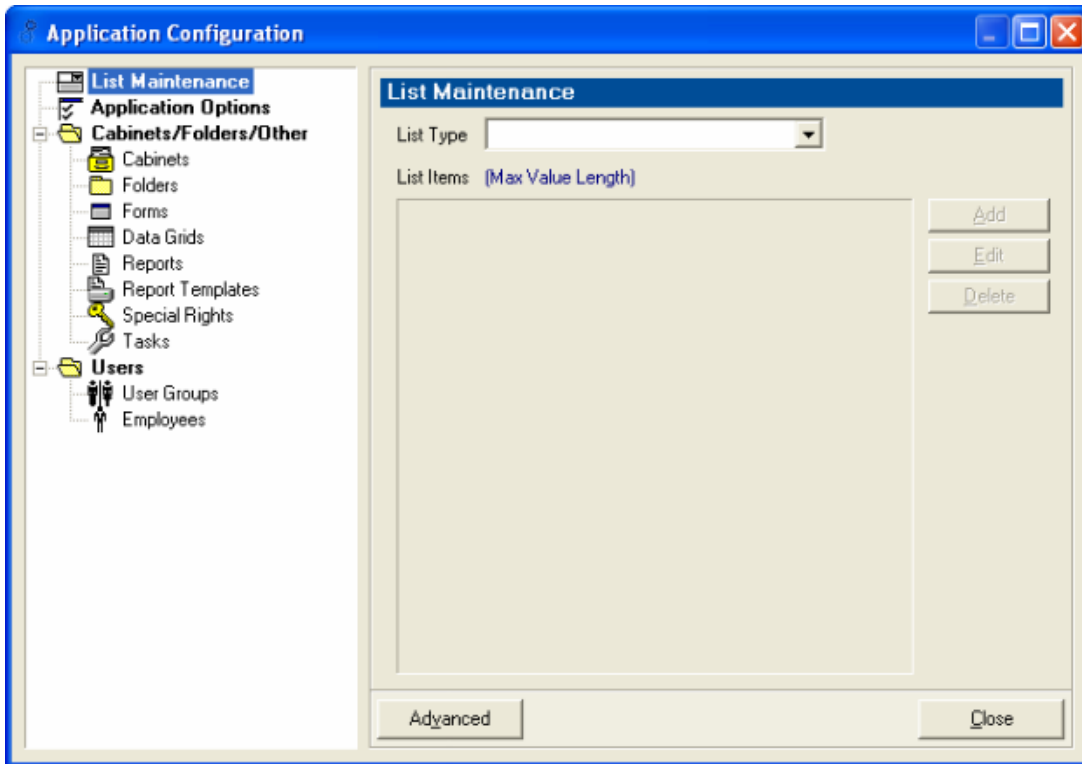 Application Configuration
List Maintenance
Application Options
Cabinets/Folders/Other
Cabinets
Folders
Forms
Data Grids
Reports
Report Templates
Special Rights
Tasks
Users
User Groups
Employees
List Maintenance
List Type
List Items (Max Value Length)
Add
Edit
Delete
Advanced
Close